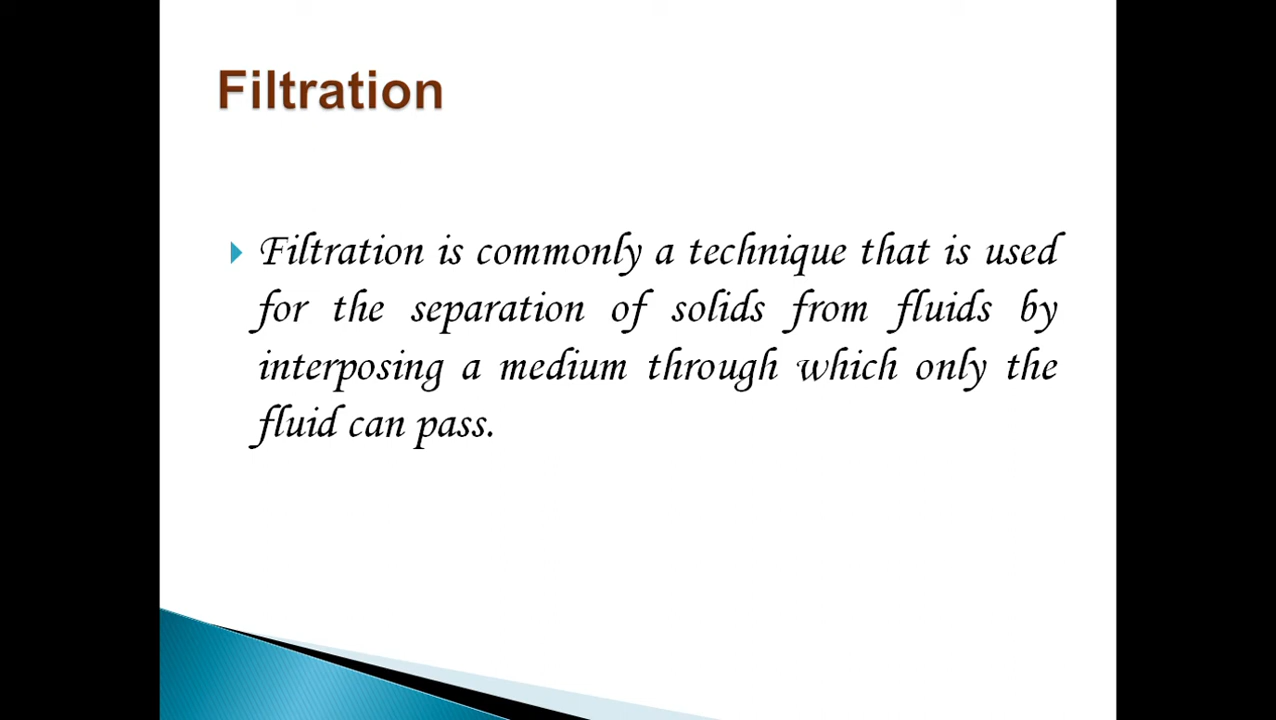 Filtration
Filtration is commonly a technique that is used
for the separation of solids from fluids by
interposing a medium through which only the
fluid can pass.